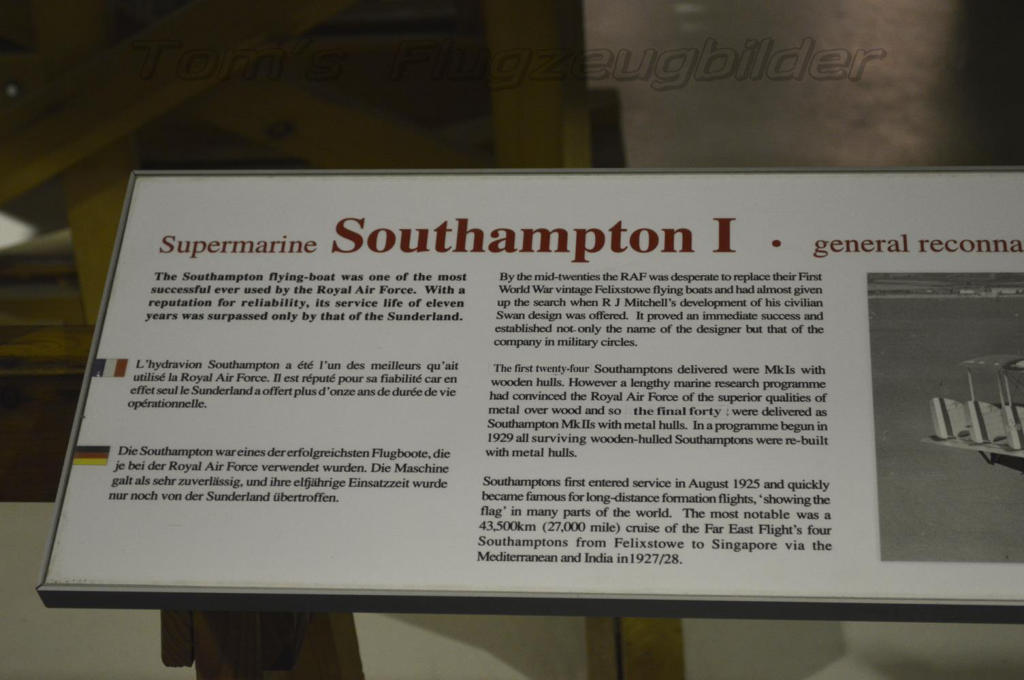 Tom's Flugzeugbilder
Supermarine Southampton I • general reconna
The Southampton flying-boat was one of the most
successful ever used by the Royal Air Force. With a
reputation for reliability, its service life of eleven
years was surpassed only by that of the Sunderland.
L'hydravion Southampton a été l'un des meilleurs qu'ait
utilisé la Royal Air Force. Il est réputé pour sa fiabilité car en
effet seul le Sunderland a offert plus d'onze ans de durée de vie
opérationnelle.
Die Southampton war eines der erfolgreichsten Flugboote, die
je bei der Royal Air Force verwendet wurden. Die Maschine
galt als sehr zuverlässig, und ihre elfjährige Einsatzzeit wurde
nur noch von der Sunderland übertroffen.
By the mid-twenties the RAF was desperate to replace their First
World War vintage Felixstowe flying boats and had almost given
up the search when R J Mitchell's development of his civilian
Swan design was offered. It proved an immediate success and
established not only the name of the designer but that of the
company in military circles.
The first twenty-four Southamptons delivered were MkIs with
wooden hulls. However a lengthy marine research programme
had convinced the Royal Air Force of the superior qualities of
metal over wood and so the final forty were delivered as
Southampton MkIIs with metal hulls. In a programme begun in
1929 all surviving wooden-hulled Southamptons were re-built
with metal hulls.
Southamptons first entered service in August 1925 and quickly
became famous for long-distance formation flights, 'showing the
flag' in many parts of the world. The most notable was a
43,500km (27,000 mile) cruise of the Far East Flight's four
Southamptons from Felixstowe to Singapore via the
Mediterranean and India in 1927/28.